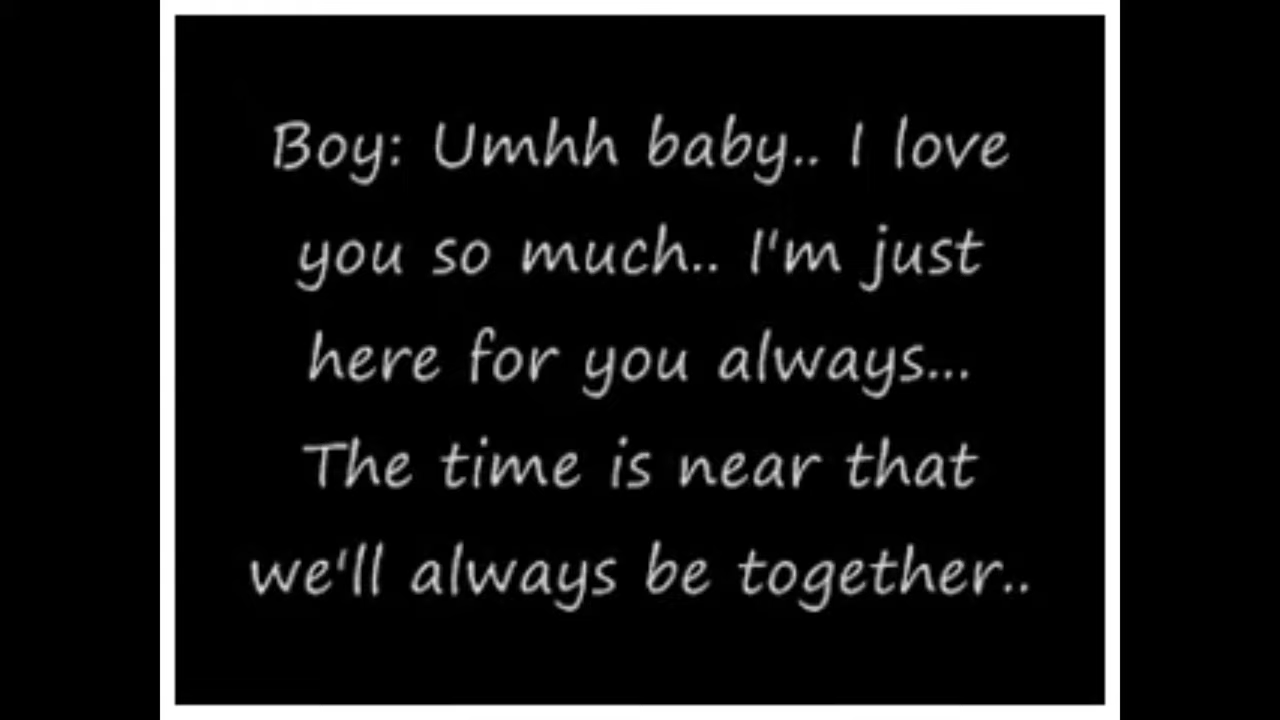 Boy: Umhh baby.. I love
you so much.. I'm just
here for you always...
The time is near that
we'll always be together..